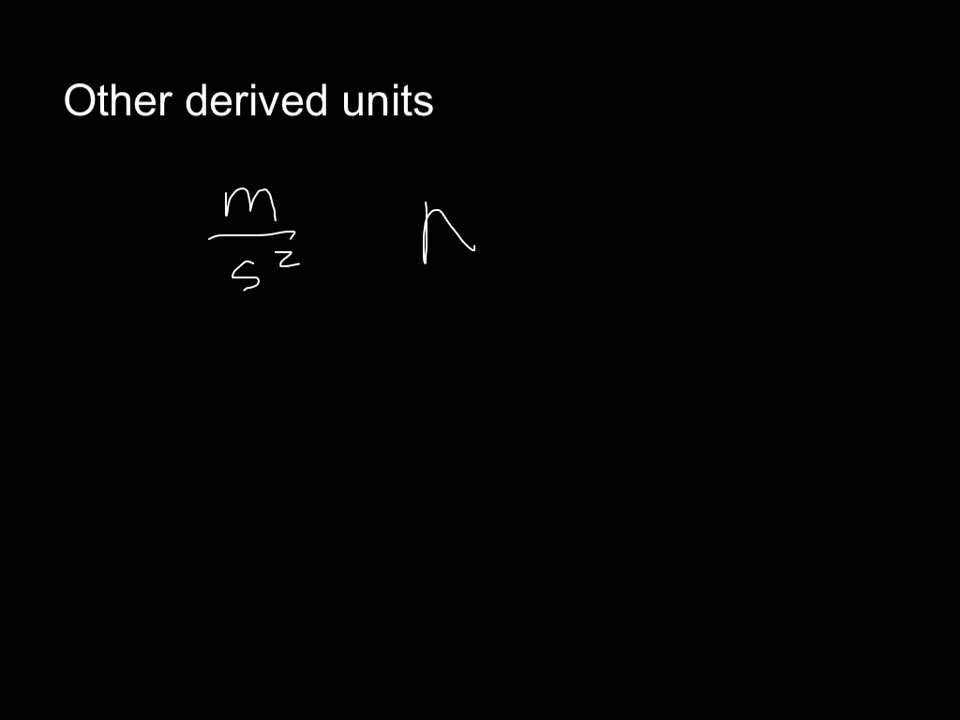 Other derived units
m
s²